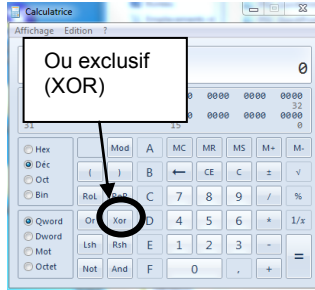 Calculatrice
Affichage Edition ?
Ou exclusif
(XOR)
0
0000 0000 0000
32
0000 0000 0000
31 15 0
Hex Mod A MC MR MS M+ M-
Déc ( ) B ← CE C ± √
Oct
Bin RoL RoR C 7 8 9 / %
Qword Or Xor D 4 5 6 * 1/x
Dword
Mot Lsh Rsh E 1 2 3 - =
Octet Not And F 0 , +